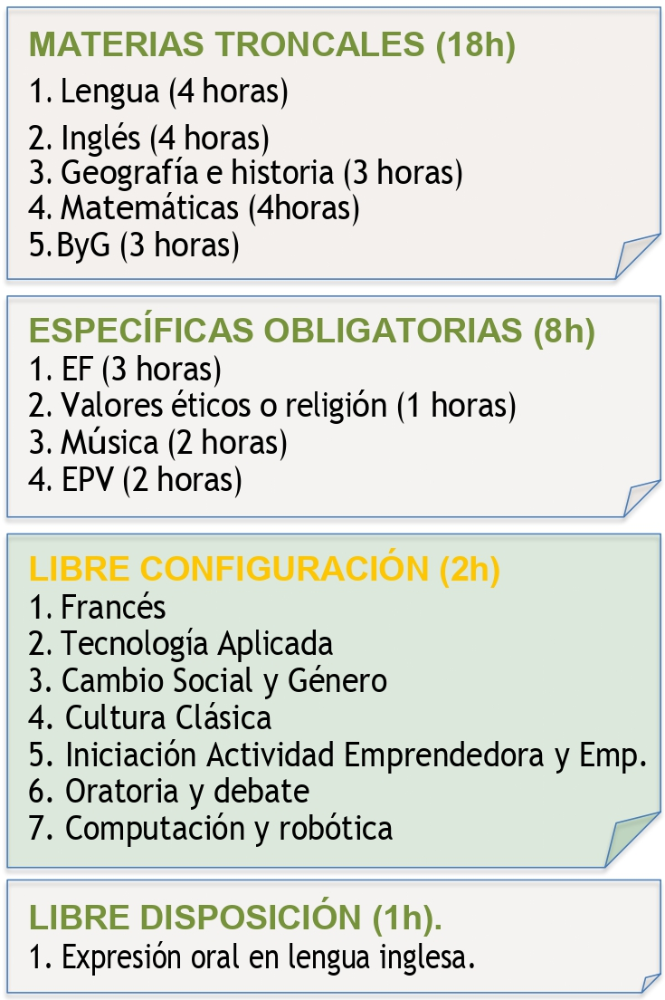 MATERIAS TRONCALES (18h)
1. Lengua (4 horas)
2. Inglés (4 horas)
3. Geografía e historia (3 horas)
4. Matemáticas (4horas)
5.ByG (3 horas)
ESPECÍFICAS OBLIGATORIAS (8h)
1. EF (3 horas)
2. Valores éticos o religión (1 horas)
3. Música (2 horas)
4. EPV (2 horas)
LIBRE CONFIGURACIÓN (2h)
1. Francés
2. Tecnología Aplicada
3. Cambio Social y Género
4. Cultura Clásica
5. Iniciación Actividad Emprendedora y Emp.
6. Oratoria y debate
7. Computación y robótica
LIBRE DISPOSICIÓN (1h).
1. Expresión oral en lengua inglesa.